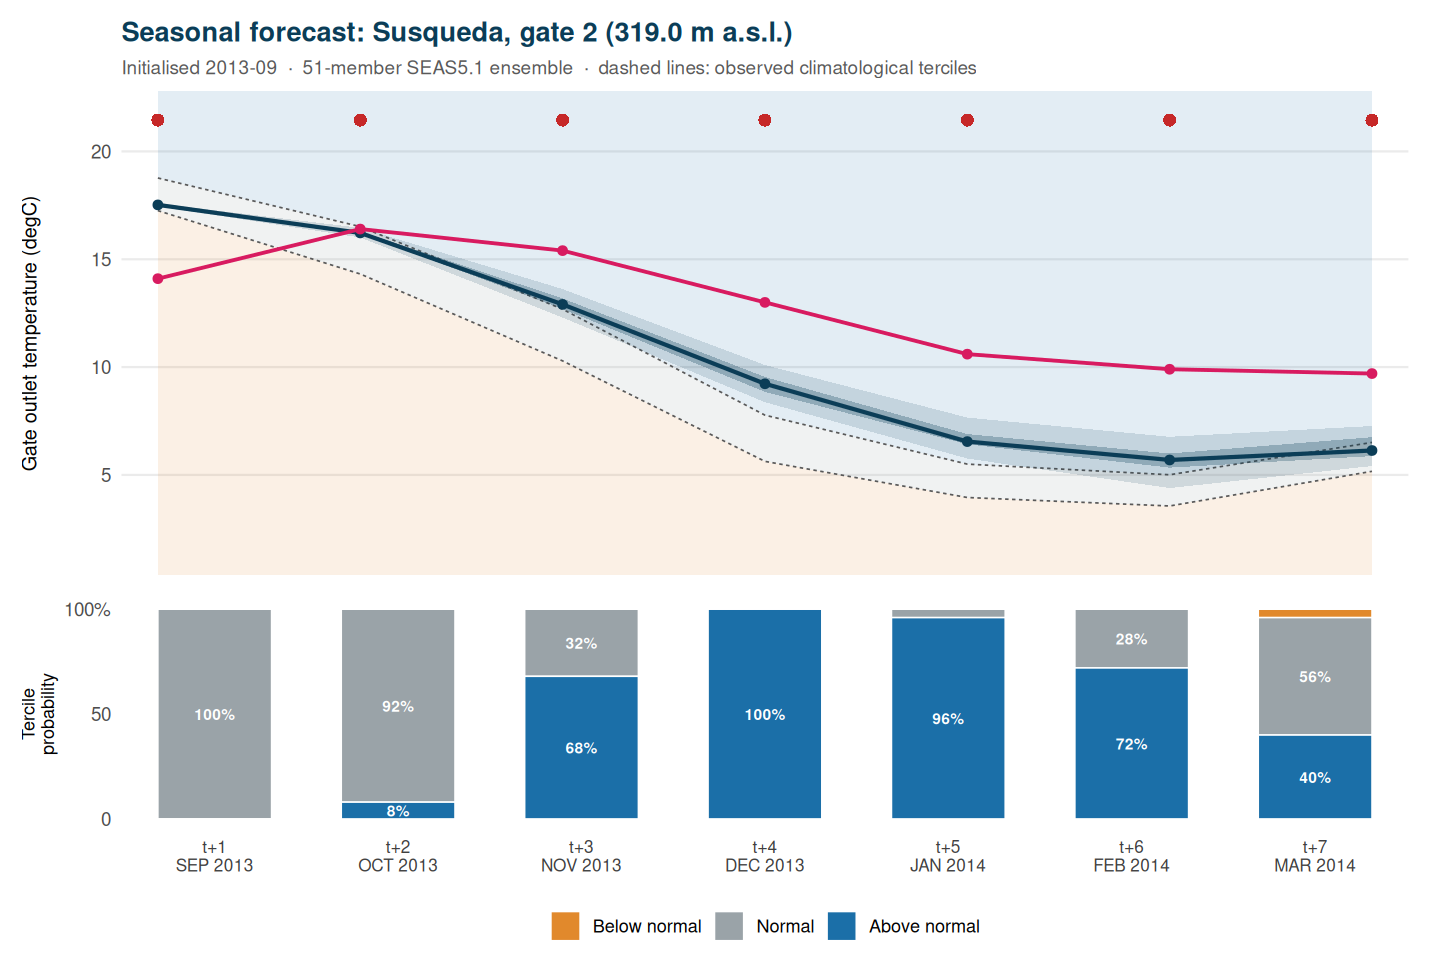 Seasonal forecast: Susqueda, gate 2 (319.0 m a.s.l.)
Initialised 2013-09 · 51-member SEAS5.1 ensemble · dashed lines: observed climatological terciles
Gate outlet temperature (degC)
20
15
10
5
Tercile
probability
100%
50
0
100%
92%
8%
32%
68%
100%
96%
28%
72%
56%
40%
t+1
SEP 2013
t+2
OCT 2013
t+3
NOV 2013
t+4
DEC 2013
t+5
JAN 2014
t+6
FEB 2014
t+7
MAR 2014
Below normal
Normal
Above normal